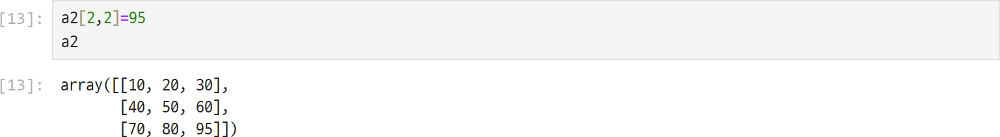 [13]: a2[2,2]=95
a2
[13]: array([[10, 20, 30],
[40, 50, 60],
[70, 80, 95]])